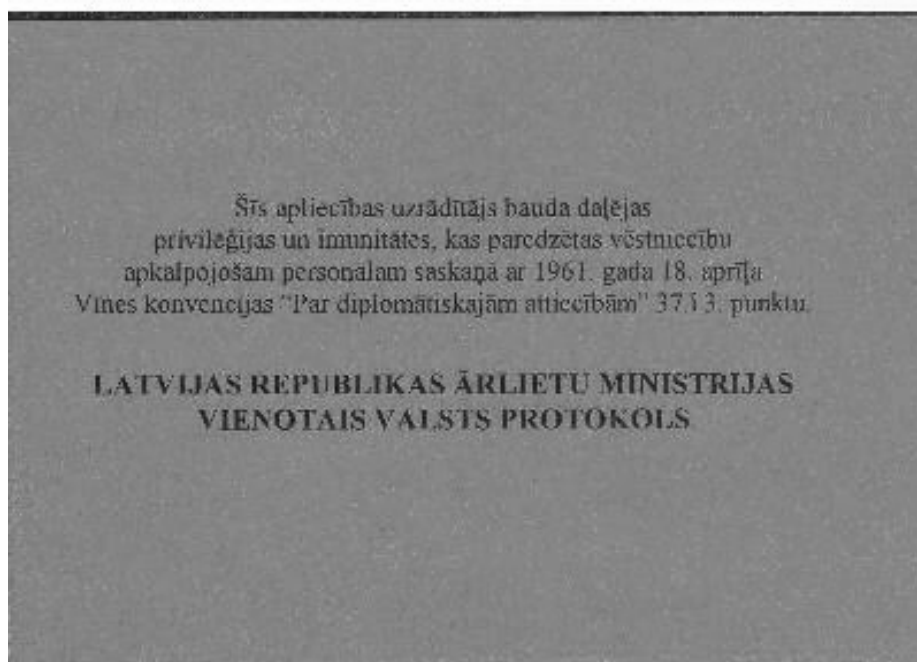 Šīs apliecības uzrādītājs bauda daļējas
privilēģijas un imunitātes, kas paredzētas vēstniecību
apkalpojošam personālam saskaņā ar 1961. gada 18. aprīļa
Vīnes konvencijas "Par diplomātiskajām attiecībām" 37.13. punktu.
LATVIJAS REPUBLIKAS ĀRLIETU MINISTRIJAS
VIENOTAIS VALSTS PROTOKOLS